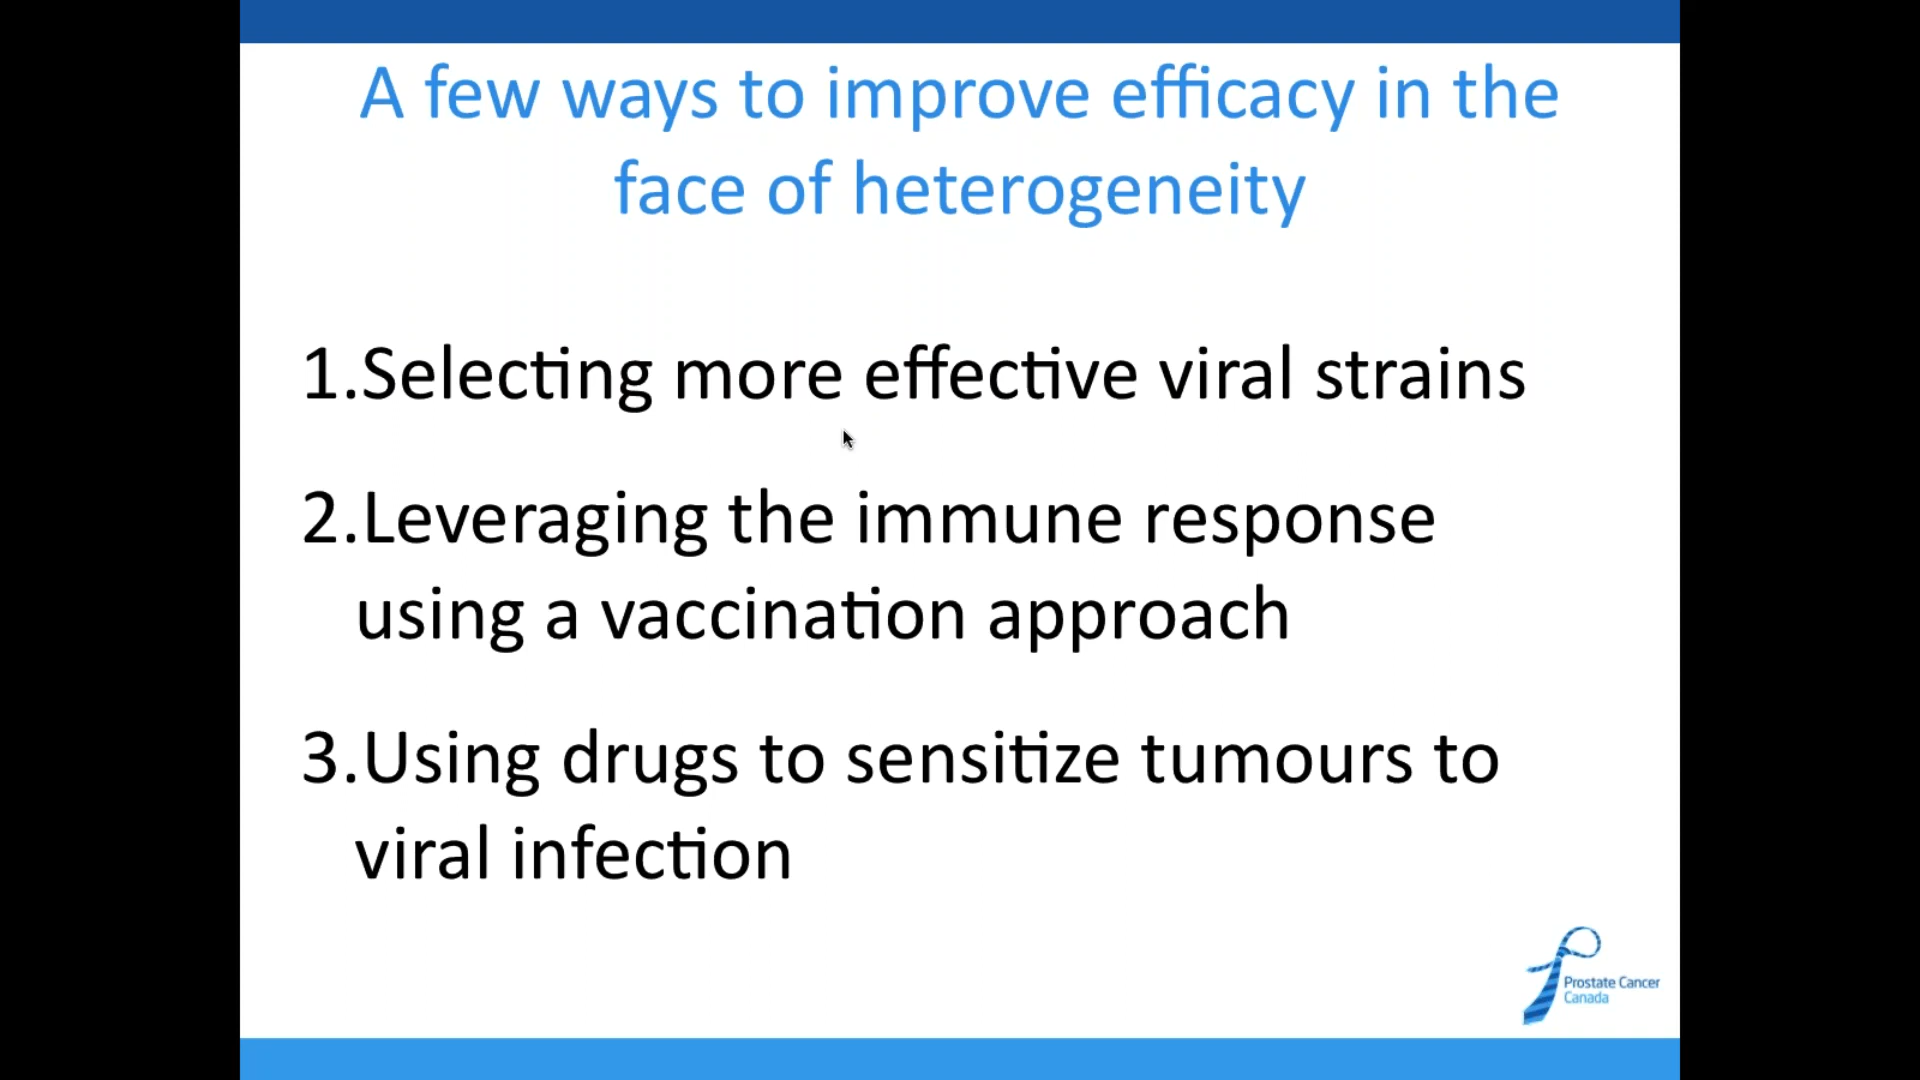 A few ways to improve efficacy in the
face of heterogeneity
1.Selecting more effective viral strains
2.Leveraging the immune response
using a vaccination approach
3.Using drugs to sensitize tumours to
viral infection
Prostate Cancer
Canada